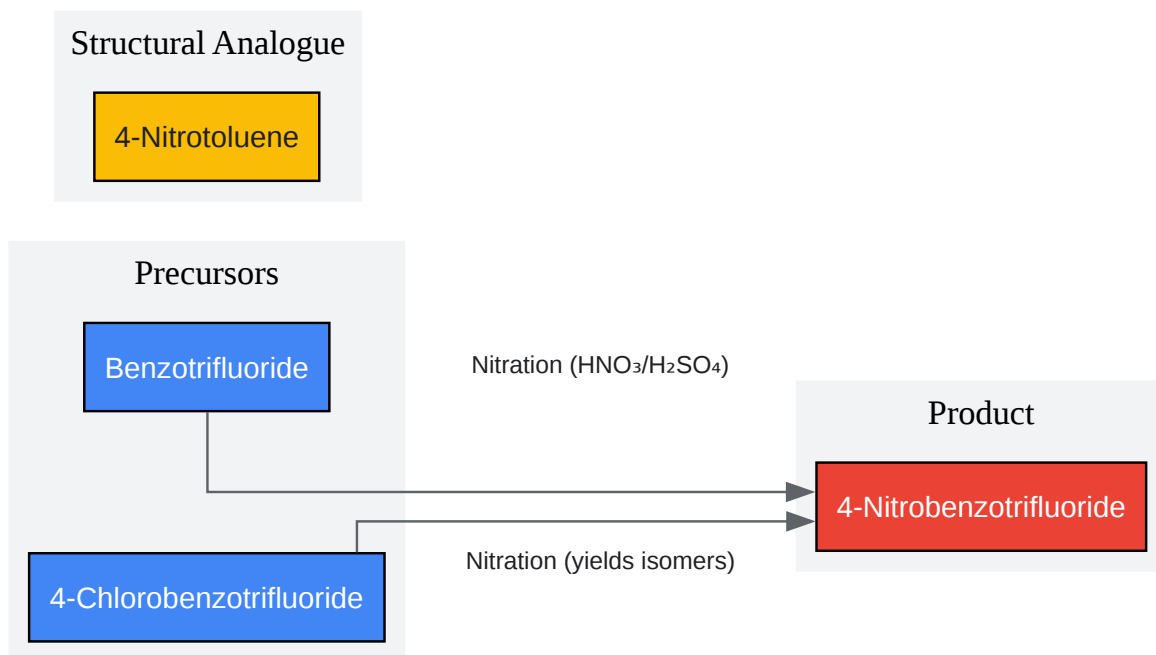 Structural Analogue
4-Nitrotoluene
Precursors
Benzotrifluoride
Nitration (HNO₃/H₂SO₄)
Product
4-Nitrobenzotrifluoride
Nitration (yields isomers)
4-Chlorobenzotrifluoride